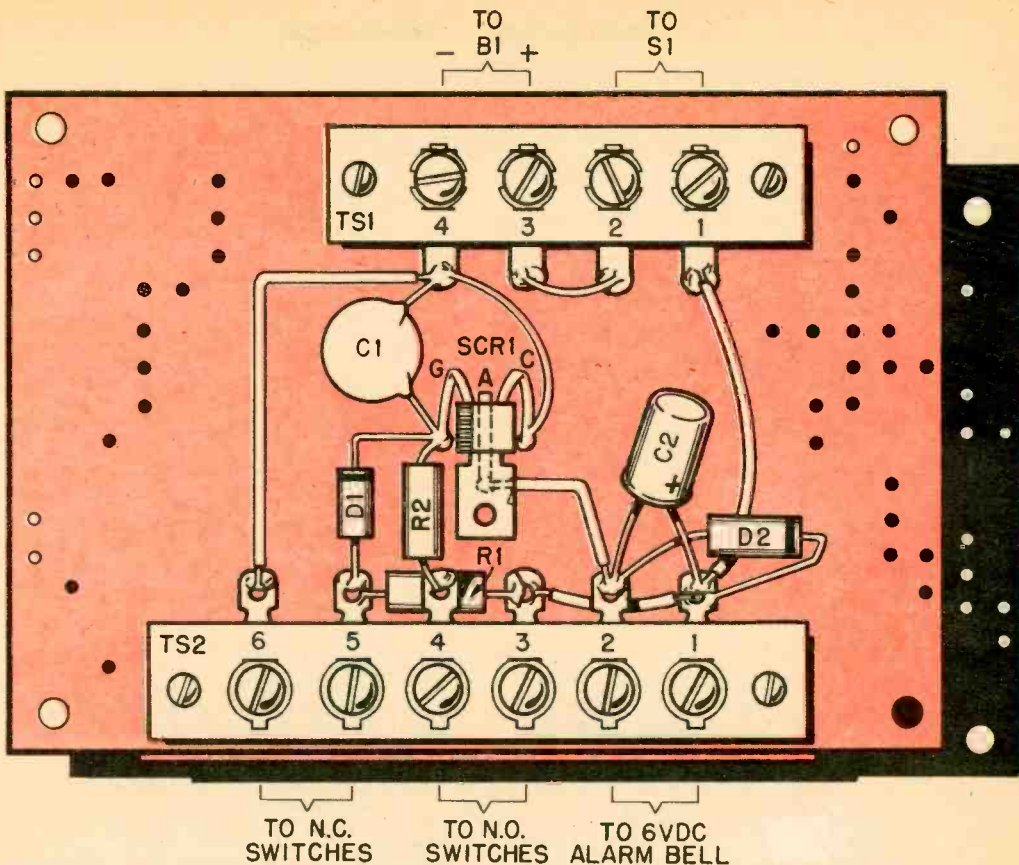 TO TO
B1 S1
- +
TS1
4 3 2 1
C1
SCR1
G A C
C2
+
D1
R2
D2
R1
TS2
6 5 4 3 2 1
TO N.C. TO N.O. TO 6VDC
SWITCHES SWITCHES ALARM BELL